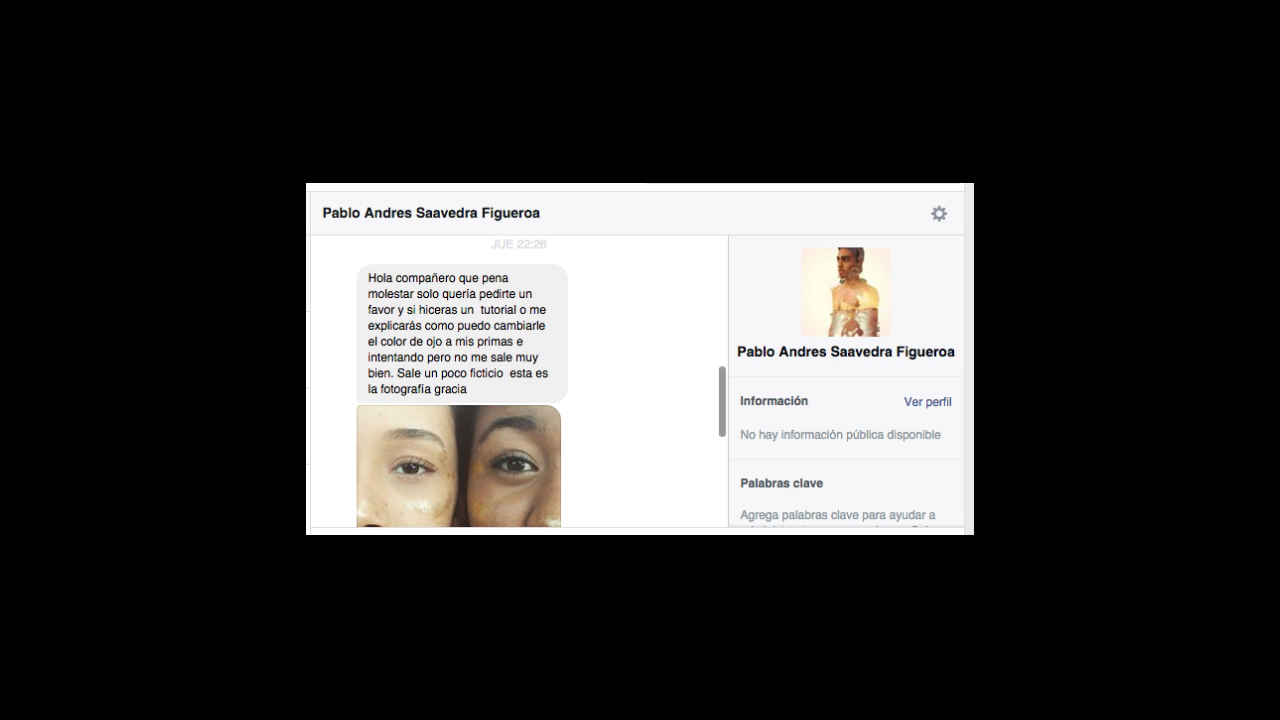 Pablo Andres Saavedra Figueroa
JUE 22:26
Hola compañero que pena
molestar solo quería pedirte un
favor y si hiceras un tutorial o me
explicarás como puedo cambiarle
el color de ojo a mis primas e
intentando pero no me sale muy
bien. Sale un poco ficticio esta es
la fotografía gracia
Pablo Andres Saavedra Figueroa
Información
Ver perfil
No hay información pública disponible
Palabras clave
Agrega palabras clave para ayudar a